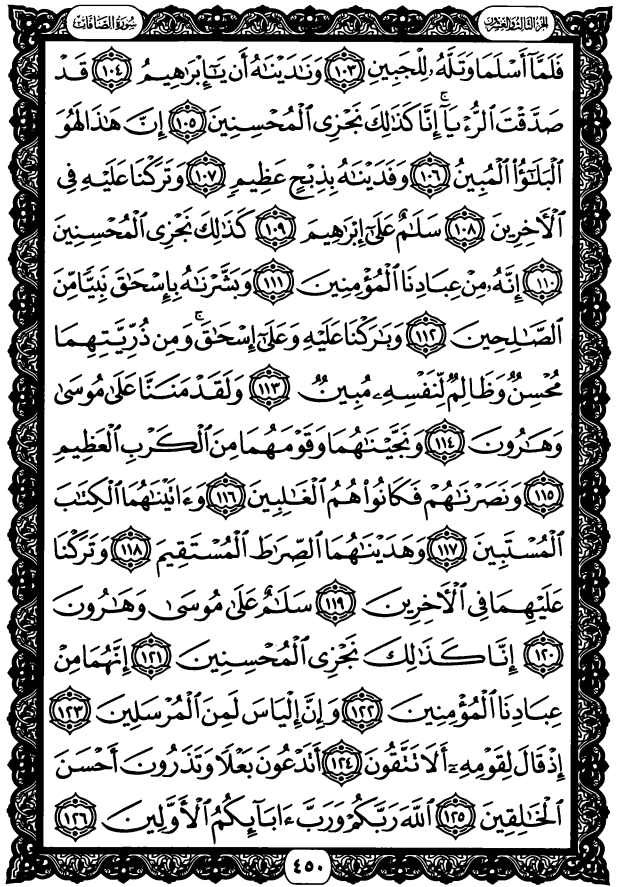 الجزء الثالث والعشرون
سورة الصافات
فَلَمَّآ أَسْلَمَا وَتَلَّهُۥ لِلْجَبِينِ ١٠٣ وَنَٰدَيْنَٰهُ أَن يَٰٓإِبْرَٰهِيمُ ١٠٤ قَدْ
صَدَّقْتَ ٱلرُّءْيَآۚ إِنَّا كَذَٰلِكَ نَجْزِى ٱلْمُحْسِنِينَ ١٠٥ إِنَّ هَٰذَا لَهُوَ
ٱلْبَلَٰٓؤُا۟ ٱلْمُبِينُ ١٠٦ وَفَدَيْنَٰهُ بِذِبْحٍ عَظِيمٍ ١٠٧ وَتَرَكْنَا عَلَيْهِ فِى
ٱلْءَاخِرِينَ ١٠٨ سَلَٰمٌ عَلَىٰٓ إِبْرَٰهِيمَ ١٠٩ كَذَٰلِكَ نَجْزِى ٱلْمُحْسِنِينَ
١١٠ إِنَّهُۥ مِنْ عِبَادِنَا ٱلْمُؤْمِنِينَ ١١١ وَبَشَّرْنَٰهُ بِإِسْحَٰقَ نَبِيًّا مِّنَ
ٱلصَّٰلِحِينَ ١١٢ وَبَٰرَكْنَا عَلَيْهِ وَعَلَىٰٓ إِسْحَٰقَۚ وَمِن ذُرِّيَّتِهِمَا
مُحْسِنٌ وَظَالِمٌ لِّنَفْسِهِۦ مُبِينٌ ١١٣ وَلَقَدْ مَنَنَّا عَلَىٰ مُوسَىٰ
وَهَٰرُونَ ١١٤ وَنَجَّيْنَٰهُمَا وَقَوْمَهُمَا مِنَ ٱلْكَرْبِ ٱلْعَظِيمِ
١١٥ وَنَصَرْنَٰهُمْ فَكَانُوا۟ هُمُ ٱلْغَٰلِبِينَ ١١٦ وَءَاتَيْنَٰهُمَا ٱلْكِتَٰبَ
ٱلْمُسْتَبِينَ ١١٧ وَهَدَيْنَٰهُمَا ٱلصِّرَٰطَ ٱلْمُسْتَقِيمَ ١١٨ وَتَرَكْنَا
عَلَيْهِمَا فِى ٱلْءَاخِرِينَ ١١٩ سَلَٰمٌ عَلَىٰ مُوسَىٰ وَهَٰرُونَ
١٢٠ إِنَّا كَذَٰلِكَ نَجْزِى ٱلْمُحْسِنِينَ ١٢١ إِنَّهُمَا مِنْ
عِبَادِنَا ٱلْمُؤْمِنِينَ ١٢٢ وَإِنَّ إِلْيَاسَ لَمِنَ ٱلْمُرْسَلِينَ ١٢٣
إِذْ قَالَ لِقَوْمِهِۦٓ أَلَا تَتَّقُونَ ١٢٤ أَتَدْعُونَ بَعْلًا وَتَذَرُونَ أَحْسَنَ
ٱلْخَٰلِقِينَ ١٢٥ ٱللَّهَ رَبَّكُمْ وَرَبَّ ءَابَآئِكُمُ ٱلْأَوَّلِينَ ١٢٦
٤٥٠